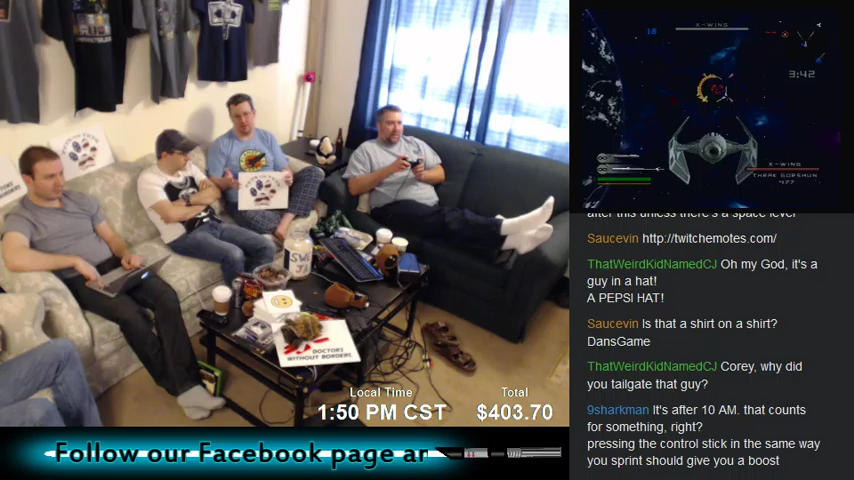 X-WING
18
3:42
X-WING
after this unless there's a space level
Saucevin http://twitchemotes.com/
ThatWeirdKidNamedCJ Oh my God, it's a
guy in a hat!
A PEPSI HAT!
Saucevin Is that a shirt on a shirt?
DansGame
ThatWeirdKidNamedCJ Corey, why did
you tailgate that guy?
9sharkman It's after 10 AM. that counts
for something, right?
pressing the control stick in the same way
you sprint should give you a boost
DOCTORS
WITHOUT BORDERS
Local Time
1:50 PM CST
Total
$403.70
Follow our Facebook page ar